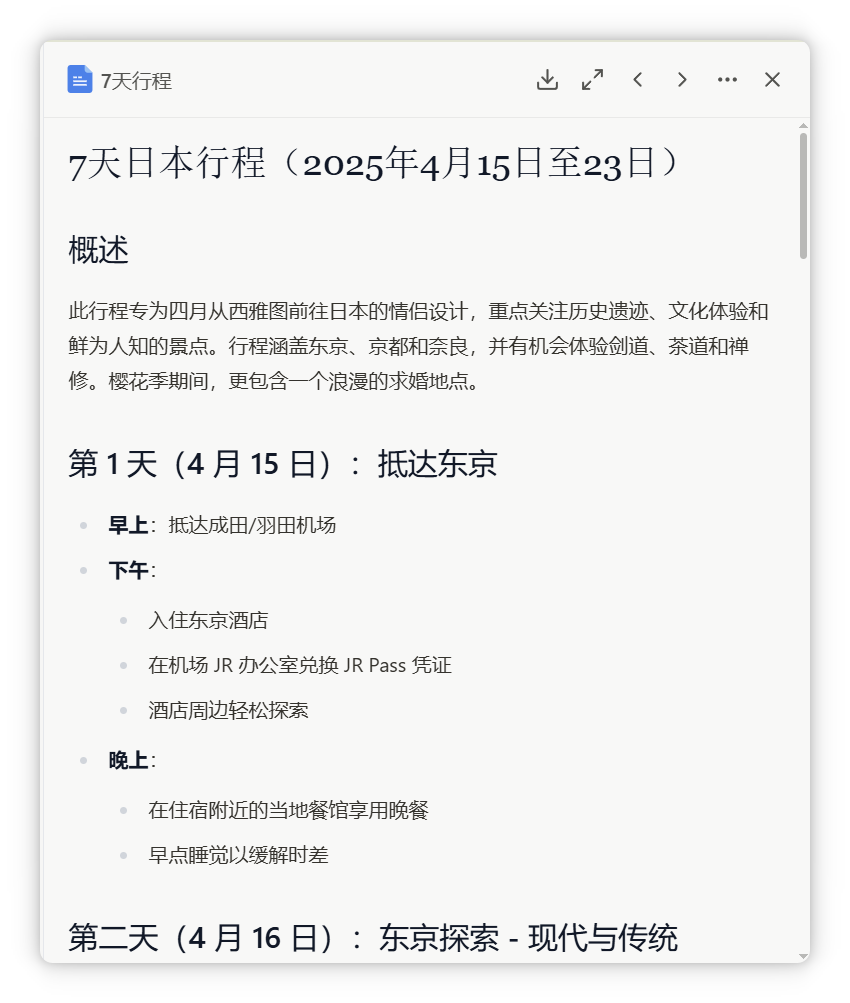 7天行程
7天日本行程（2025年4月15日至23日）
概述
此行程专为四月从西雅图前往日本的情侣设计，重点关注历史遗迹、文化体验和
鲜为人知的景点。行程涵盖东京、京都和奈良，并有机会体验剑道、茶道和禅
修。樱花季期间，更包含一个浪漫的求婚地点。
第 1 天（4 月 15 日）：抵达东京
早上：抵达成田/羽田机场
下午：
入住东京酒店
在机场 JR 办公室兑换 JR Pass 凭证
酒店周边轻松探索
晚上：
在住宿附近的当地餐馆享用晚餐
早点睡觉以缓解时差
第二天（4 月 16 日）：东京探索 - 现代与传统